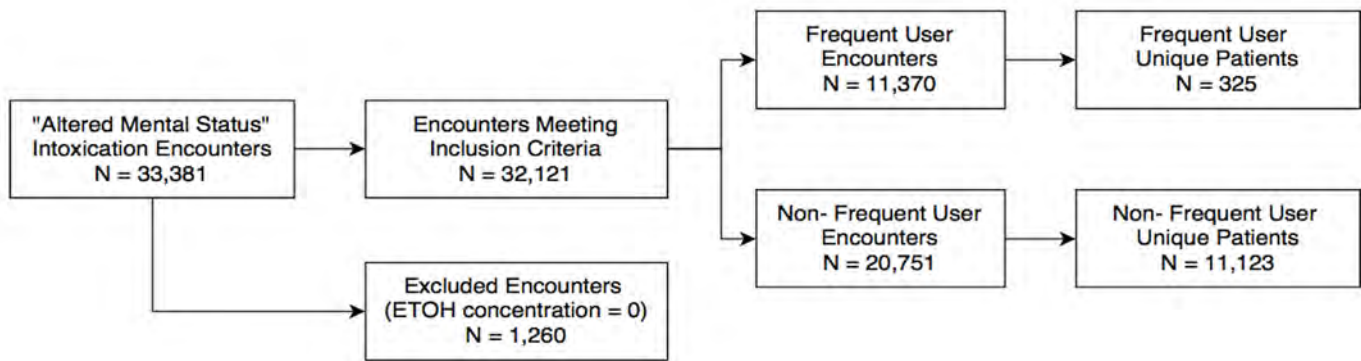 "Altered Mental Status"
Intoxication Encounters
N = 33,381
Encounters Meeting
Inclusion Criteria
N = 32,121
Excluded Encounters
(ETOH concentration = 0)
N = 1,260
Frequent User
Encounters
N = 11,370
Frequent User
Unique Patients
N = 325
Non- Frequent User
Encounters
N = 20,751
Non- Frequent User
Unique Patients
N = 11,123